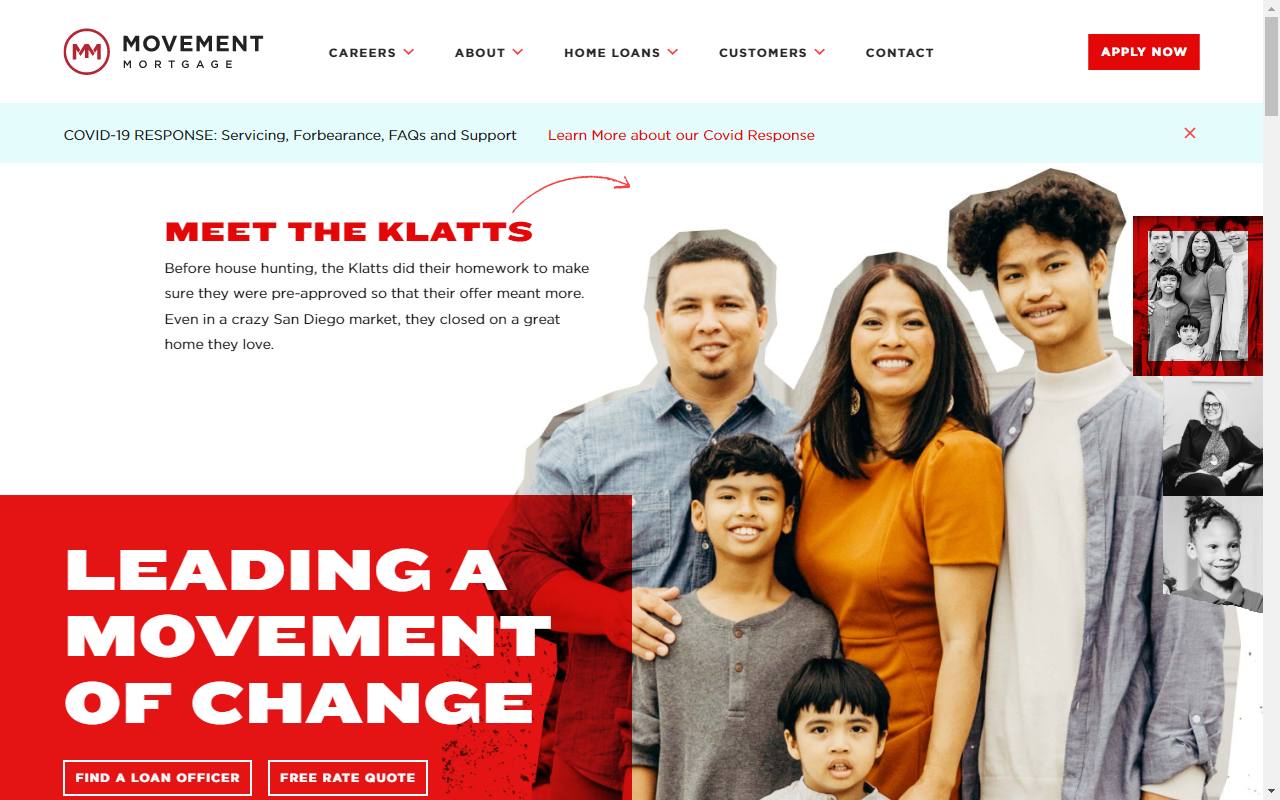 MM
MOVEMENT
MORTGAGE
CAREERS
ABOUT
HOME LOANS
CUSTOMERS
CONTACT
APPLY NOW
COVID-19 RESPONSE: Servicing, Forbearance, FAQs and Support
Learn More about our Covid Response
MEET THE KLATTS
Before house hunting, the Klatts did their homework to make
sure they were pre-approved so that their offer meant more.
Even in a crazy San Diego market, they closed on a great
home they love.
LEADING A
MOVEMENT
OF CHANGE
FIND A LOAN OFFICER
FREE RATE QUOTE